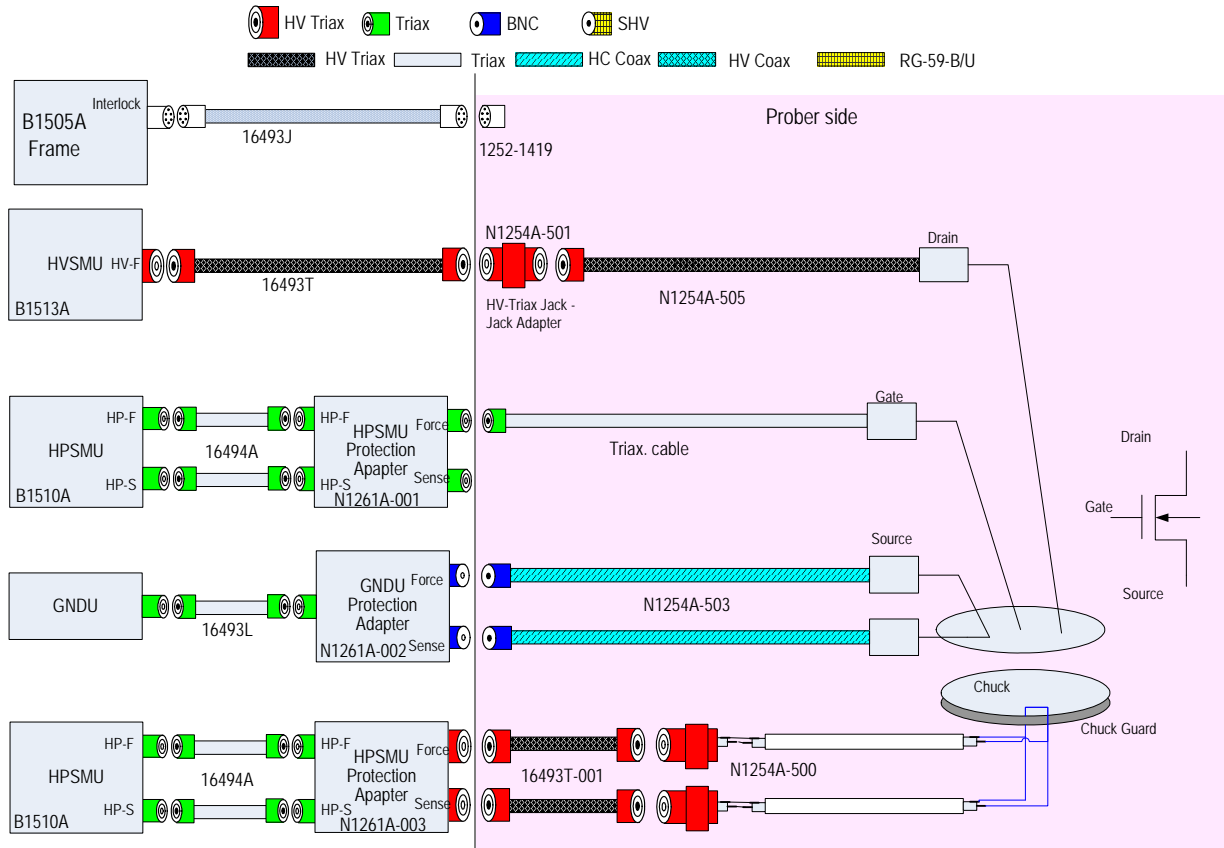 HV Triax
Triax
BNC
SHV
HV Triax
Triax
HC Coax
HV Coax
RG-59-B/U
Interlock
B1505A
Frame
16493J
1252-1419
Prober side
HVSMU
HV-F
B1513A
16493T
N1254A-501
HV-Triax Jack -
Jack Adapter
N1254A-505
Drain
HP-F
HPSMU
HP-S
B1510A
16494A
HP-F
Force
HPSMU
Protection
Apapter
HP-S
Sense
N1261A-001
Triax. cable
Gate
Drain
Gate
Source
GNDU
16493L
GNDU
Protection
Adapter
Force
Sense
N1261A-002
N1254A-503
Source
Chuck
Chuck Guard
HP-F
HPSMU
HP-S
B1510A
16494A
HP-F
Force
HPSMU
Protection
Apapter
HP-S
Sense
N1261A-003
16493T-001
N1254A-500